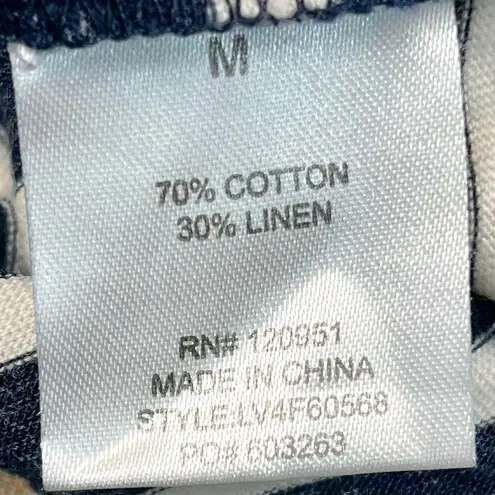 M
70% COTTON
30% LINEN
RN# 120951
MADE IN CHINA
STYLE:LV4F60568
PO# 603263